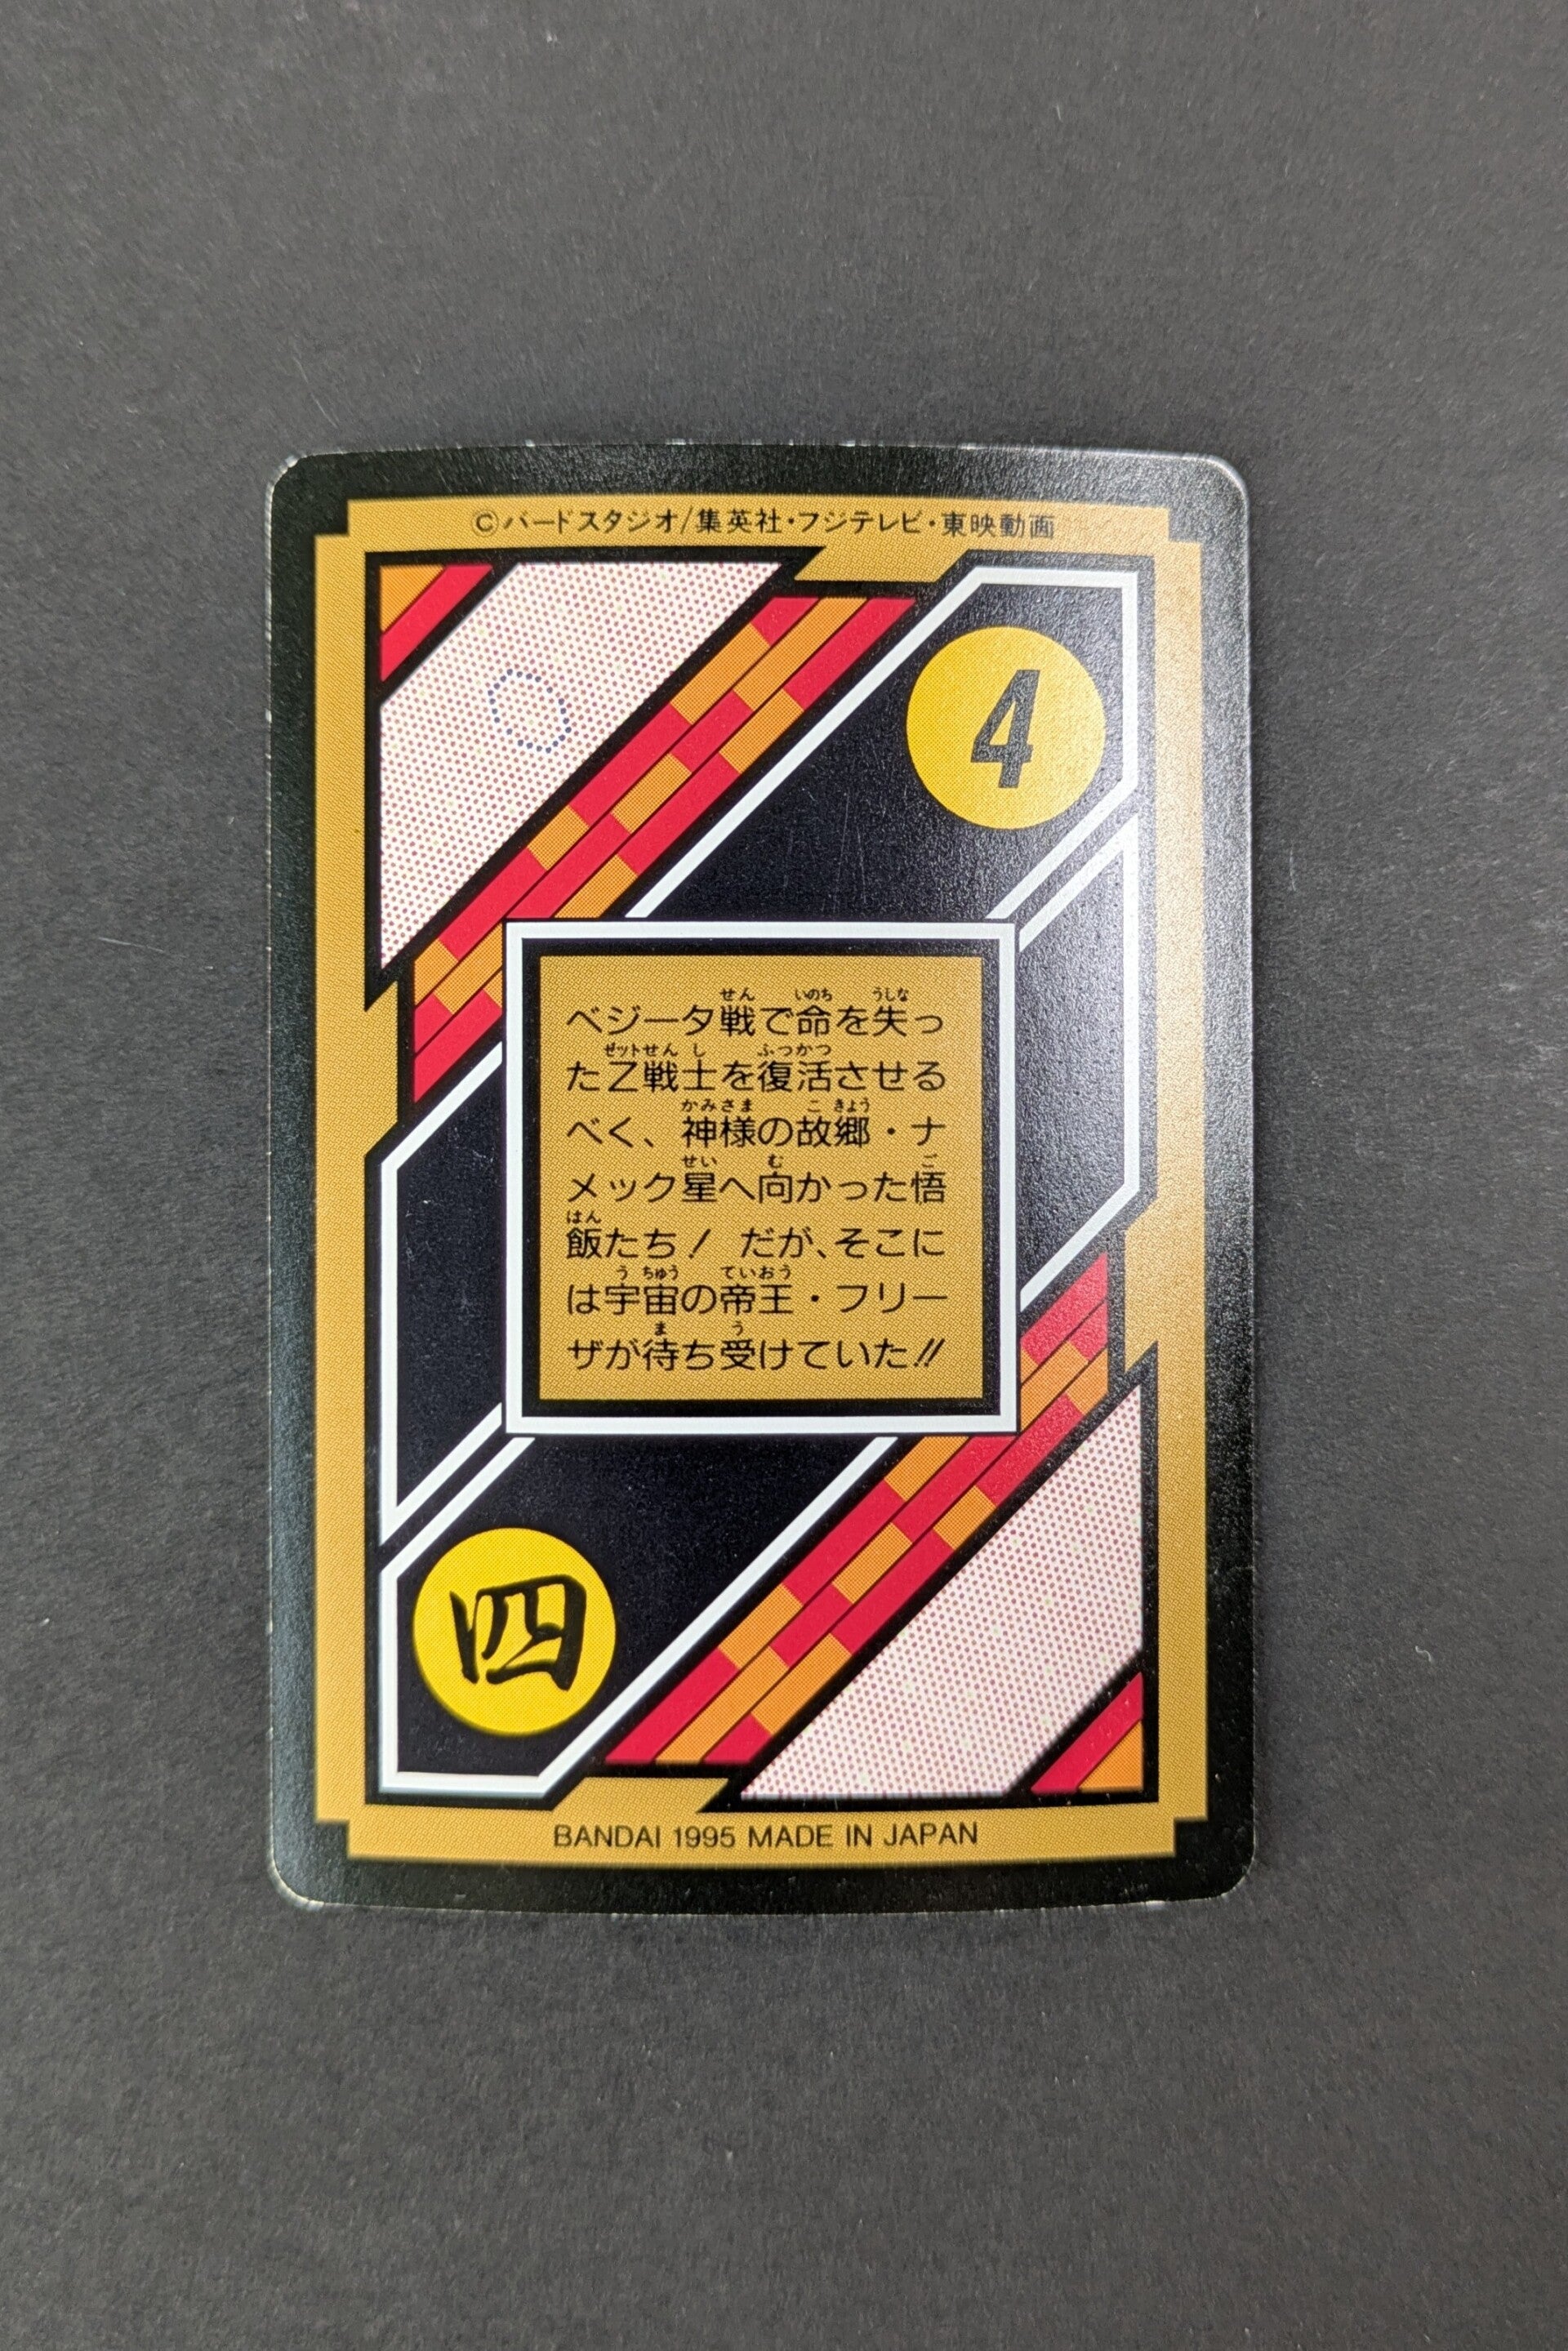 ©バードスタジオ/集英社・フジテレビ・東映動画
4
ベジータ戦で命を失っ
たZ戦士を復活させる
べく、神様の故郷・ナ
メック星へ向かった悟
飯たち! だが、そこに
は宇宙の帝王・フリー
ザが待ち受けていた!!
四
BANDAI 1995 MADE IN JAPAN